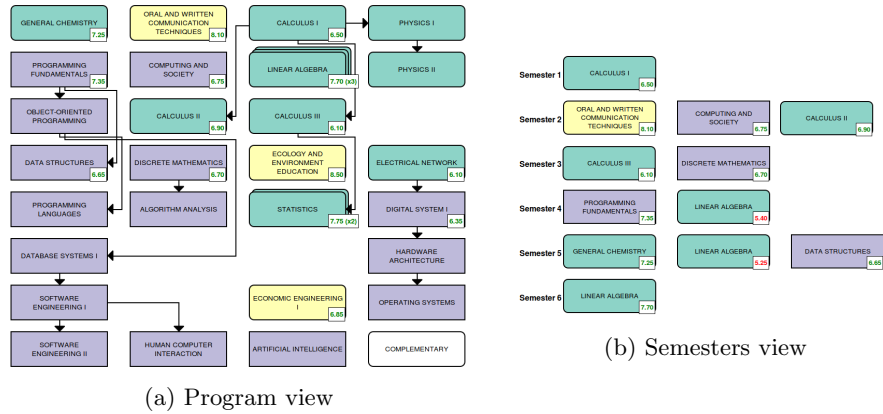 GENERAL CHEMISTRY
7.25
ORAL AND WRITTEN
COMMUNICATION
TECHNIQUES
8.10
CALCULUS I
6.50
PHYSICS I
PROGRAMMING
FUNDAMENTALS
7.35
COMPUTING AND
SOCIETY
6.75
LINEAR ALGEBRA
7.70 (x3)
PHYSICS II
OBJECT-ORIENTED
PROGRAMMING
CALCULUS II
6.90
CALCULUS III
6.10
DATA STRUCTURES
6.65
DISCRETE MATHEMATICS
6.70
ECOLOGY AND
ENVIRONMENT
EDUCATION
8.50
ELECTRICAL NETWORK
6.10
PROGRAMMING
LANGUAGES
ALGORITHM ANALYSIS
STATISTICS
7.75 (x2)
DIGITAL SYSTEM I
6.35
DATABASE SYSTEMS I
HARDWARE
ARCHITECTURE
SOFTWARE
ENGINEERING I
ECONOMIC ENGINEERING
I
6.85
OPERATING SYSTEMS
SOFTWARE
ENGINEERING II
HUMAN COMPUTER
INTERACTION
ARTIFICIAL INTELLIGENCE
COMPLEMENTARY
(a) Program view
Semester 1
CALCULUS I
6.50
Semester 2
ORAL AND WRITTEN
COMMUNICATION
TECHNIQUES
8.10
COMPUTING AND
SOCIETY
6.75
CALCULUS II
6.90
Semester 3
CALCULUS III
6.10
DISCRETE MATHEMATICS
6.70
Semester 4
PROGRAMMING
FUNDAMENTALS
7.35
LINEAR ALGEBRA
5.40
Semester 5
GENERAL CHEMISTRY
7.25
LINEAR ALGEBRA
5.25
DATA STRUCTURES
6.65
Semester 6
LINEAR ALGEBRA
7.70
(b) Semesters view